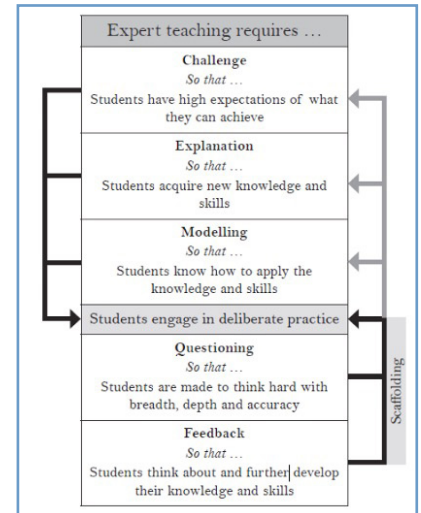 Expert teaching requires …
Challenge
So that …
Students have high expectations of what
they can achieve
Explanation
So that …
Students acquire new knowledge and
skills
Modelling
So that …
Students know how to apply the
knowledge and skills
Students engage in deliberate practice
Questioning
So that …
Students are made to think hard with
breadth, depth and accuracy
Feedback
So that …
Students think about and further develop
their knowledge and skills
Scaffolding